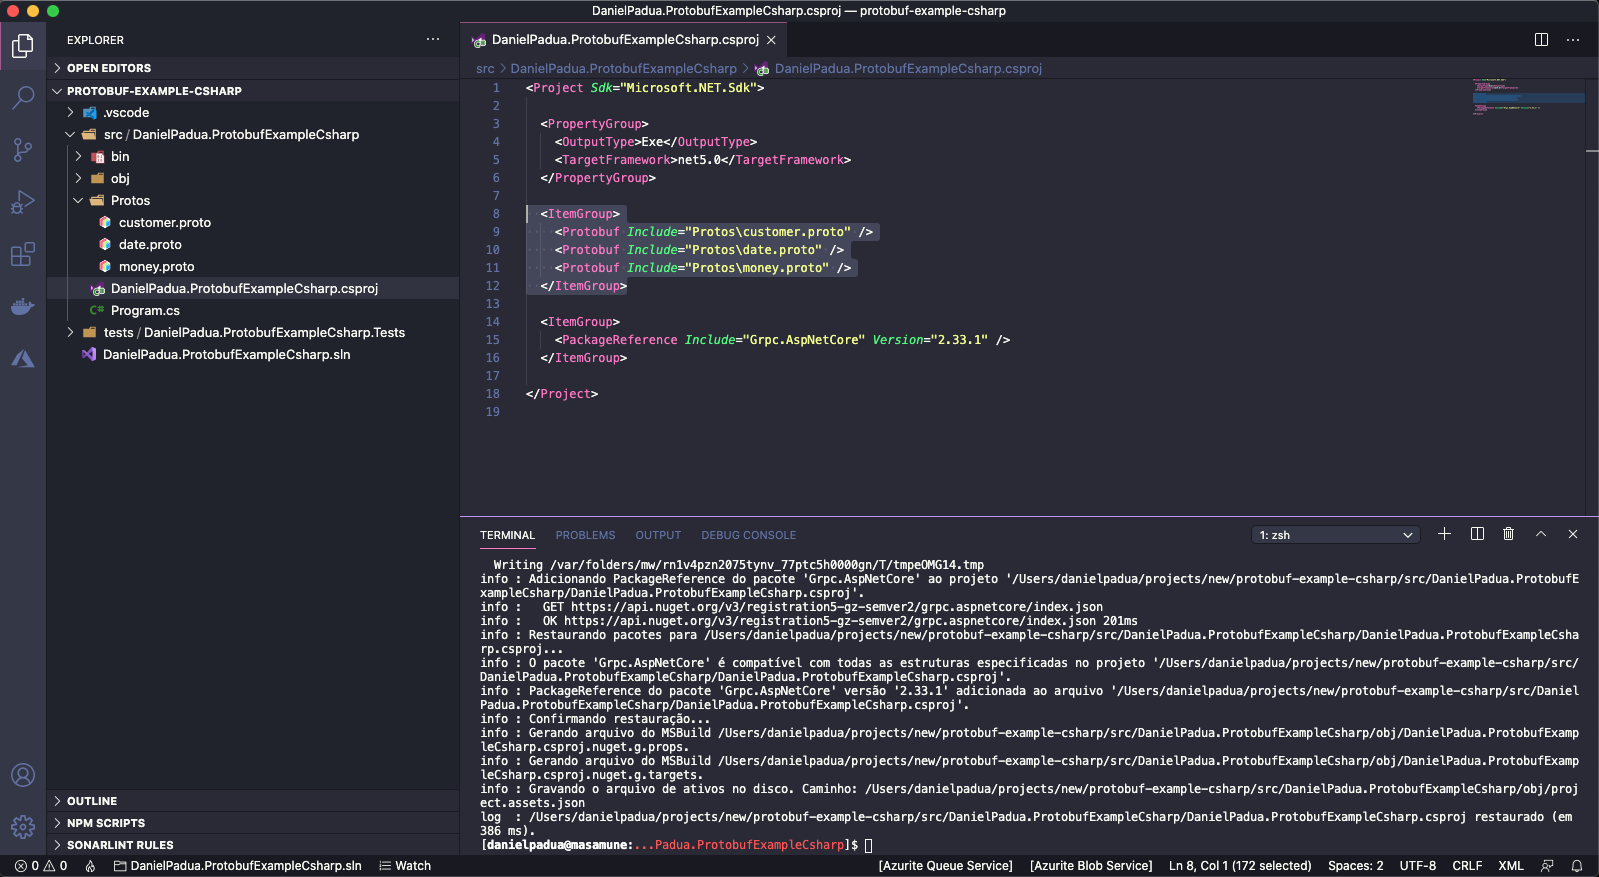 DanielPadua.ProtobufExampleCsharp.csproj — protobuf-example-csharp
EXPLORER
OPEN EDITORS
PROTOBUF-EXAMPLE-CSHARP
.vscode
src / DanielPadua.ProtobufExampleCsharp
bin
obj
Protos
customer.proto
date.proto
money.proto
DanielPadua.ProtobufExampleCsharp.csproj
C# Program.cs
tests / DanielPadua.ProtobufExampleCsharp.Tests
DanielPadua.ProtobufExampleCsharp.sln
OUTLINE
NPM SCRIPTS
SONARLINT RULES
DanielPadua.ProtobufExampleCsharp.csproj
src > DanielPadua.ProtobufExampleCsharp > DanielPadua.ProtobufExampleCsharp.csproj
1 <Project Sdk="Microsoft.NET.Sdk">
2
3 <PropertyGroup>
4 <OutputType>Exe</OutputType>
5 <TargetFramework>net5.0</TargetFramework>
6 </PropertyGroup>
7
8 <ItemGroup>
9 <Protobuf Include="Protos\customer.proto" />
10 <Protobuf Include="Protos\date.proto" />
11 <Protobuf Include="Protos\money.proto" />
12 </ItemGroup>
13
14 <ItemGroup>
15 <PackageReference Include="Grpc.AspNetCore" Version="2.33.1" />
16 </ItemGroup>
17
18 </Project>
19
TERMINAL PROBLEMS OUTPUT DEBUG CONSOLE 1: zsh
Writing /var/folders/mw/rn1v4pzn2075tynv_77ptc5h0000gn/T/tmpeOMG14.tmp
info : Adicionando PackageReference do pacote 'Grpc.AspNetCore' ao projeto '/Users/danielpadua/projects/new/protobuf-example-csharp/src/DanielPadua.ProtobufE
xampleCsharp/DanielPadua.ProtobufExampleCsharp.csproj'.
info : GET https://api.nuget.org/v3/registration5-gz-semver2/grpc.aspnetcore/index.json
info : OK https://api.nuget.org/v3/registration5-gz-semver2/grpc.aspnetcore/index.json 201ms
info : Restaurando pacotes para /Users/danielpadua/projects/new/protobuf-example-csharp/src/DanielPadua.ProtobufExampleCsharp/DanielPadua.ProtobufExampleCsha
rp.csproj...
info : O pacote 'Grpc.AspNetCore' é compatível com todas as estruturas especificadas no projeto '/Users/danielpadua/projects/new/protobuf-example-csharp/src/
DanielPadua.ProtobufExampleCsharp/DanielPadua.ProtobufExampleCsharp.csproj'.
info : PackageReference do pacote 'Grpc.AspNetCore' versão '2.33.1' adicionada ao arquivo '/Users/danielpadua/projects/new/protobuf-example-csharp/src/Daniel
Padua.ProtobufExampleCsharp/DanielPadua.ProtobufExampleCsharp.csproj'.
info : Confirmando restauração...
info : Gerando arquivo do MSBuild /Users/danielpadua/projects/new/protobuf-example-csharp/src/DanielPadua.ProtobufExampleCsharp/obj/DanielPadua.ProtobufExamp
leCsharp.csproj.nuget.g.props.
info : Gerando arquivo do MSBuild /Users/danielpadua/projects/new/protobuf-example-csharp/src/DanielPadua.ProtobufExampleCsharp/obj/DanielPadua.ProtobufExamp
leCsharp.csproj.nuget.g.targets.
info : Gravando o arquivo de ativos no disco. Caminho: /Users/danielpadua/projects/new/protobuf-example-csharp/src/DanielPadua.ProtobufExampleCsharp/obj/proj
ect.assets.json
log : /Users/danielpadua/projects/new/protobuf-example-csharp/src/DanielPadua.ProtobufExampleCsharp/DanielPadua.ProtobufExampleCsharp.csproj restaurado (em
386 ms).
[danielpadua@masamune:...Padua.ProtobufExampleCsharp]$
0 0 DanielPadua.ProtobufExampleCsharp.sln Watch [Azurite Queue Service] [Azurite Blob Service] Ln 8, Col 1 (172 selected) Spaces: 2 UTF-8 CRLF XML